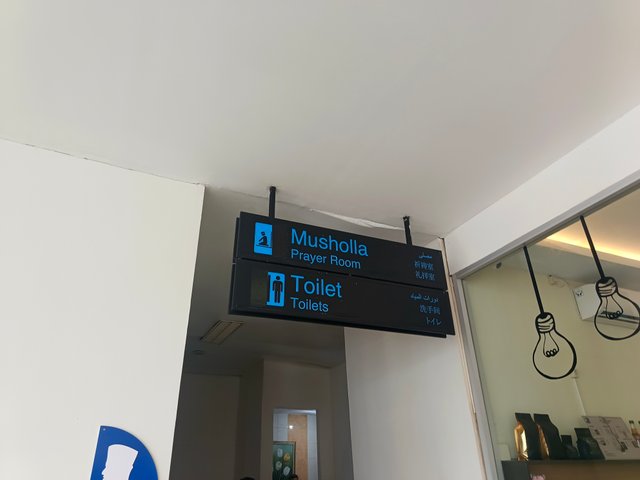 Musholla
Prayer Room
مصلى
祈祷室
礼拝室
Toilet
Toilets
دورات المياه
洗手间
トイレ